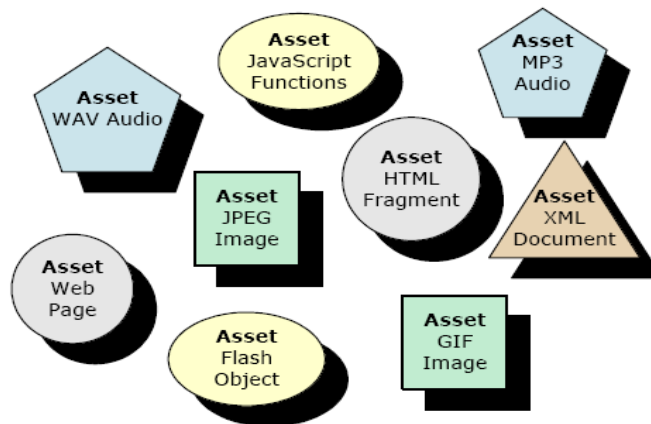 Asset
JavaScript
Functions
Asset
MP3
Audio
Asset
WAV Audio
Asset
HTML
Fragment
Asset
JPEG
Image
Asset
XML
Document
Asset
Web
Page
Asset
Flash
Object
Asset
GIF
Image